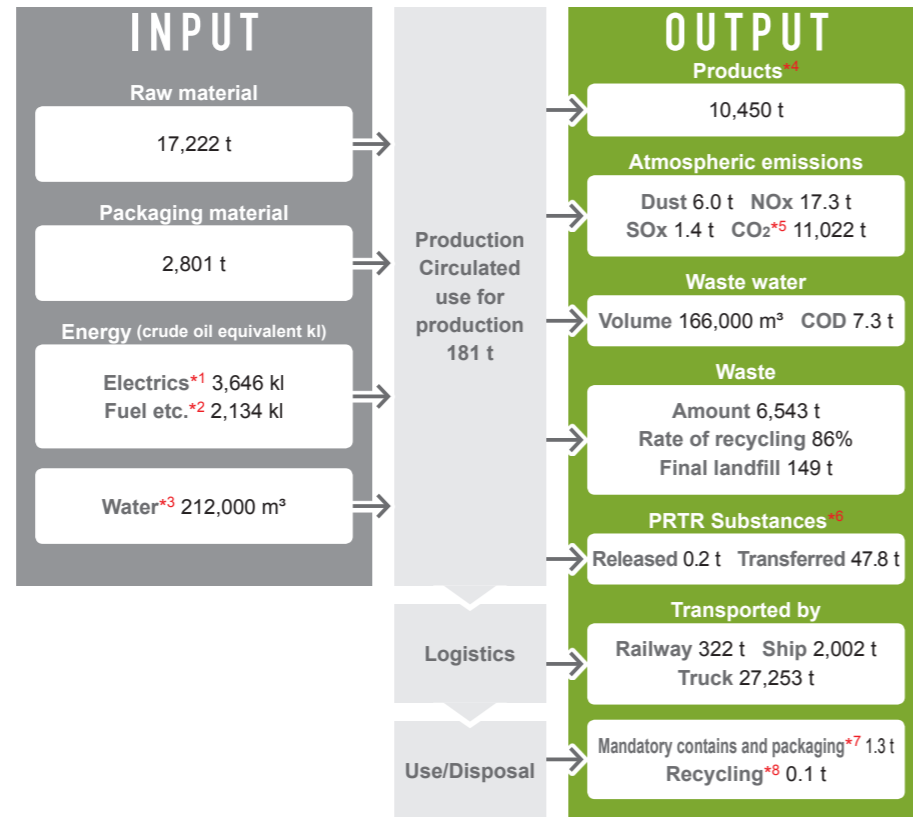 INPUT
Raw material
17,222 t
Packaging material
2,801 t
Energy (crude oil equivalent kl)
Electrics*1 3,646 kl
Fuel etc.*2 2,134 kl
Water*3 212,000 m³
Production
Circulated
use for
production
181 t
Logistics
Use/Disposal
OUTPUT
Products*4
10,450 t
Atmospheric emissions
Dust 6.0 t NOx 17.3 t
SOx 1.4 t CO2*5 11,022 t
Waste water
Volume 166,000 m³ COD 7.3 t
Waste
Amount 6,543 t
Rate of recycling 86%
Final landfill 149 t
PRTR Substances*6
Released 0.2 t Transferred 47.8 t
Transported by
Railway 322 t Ship 2,002 t
Truck 27,253 t
Mandatory contains and packaging*7 1.3 t
Recycling*8 0.1 t